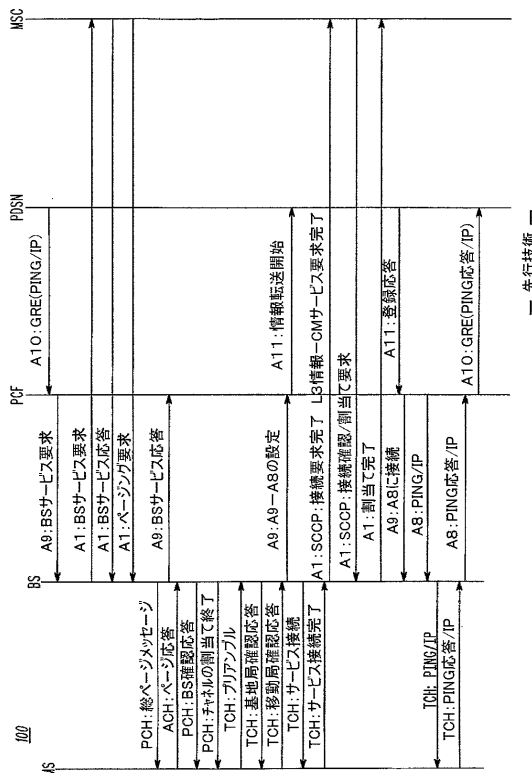 100
MS
BS
PCF
PDSN
MSC
A10:GRE(PING/IP)
A9:BSサービス要求
A1:BSサービス要求
A1:BSサービス応答
A1:ページング要求
A9:BSサービス応答
PCH:総ページメッセージ
ACH:ページ応答
PCH:BS確認応答
PCH:チャネルの割当て終了
TCH:プリアンブル
TCH:基地局確認応答
TCH:移動局確認応答
TCH:サービス接続
TCH:サービス接続完了
A9:A9-A8の設定
A11:情報転送開始
A1:SCCP:接続要求完了 L3情報-CMサービス要求完了
A1:SCCP:接続確認/割当て要求
A1:割当て完了
A11:登録応答
A9:A8に接続
A8:PING/IP
TCH:PING/IP
TCH:PING応答/IP
A8:PING応答/IP
A10:GRE(PING応答/IP)
— 先行技術 —